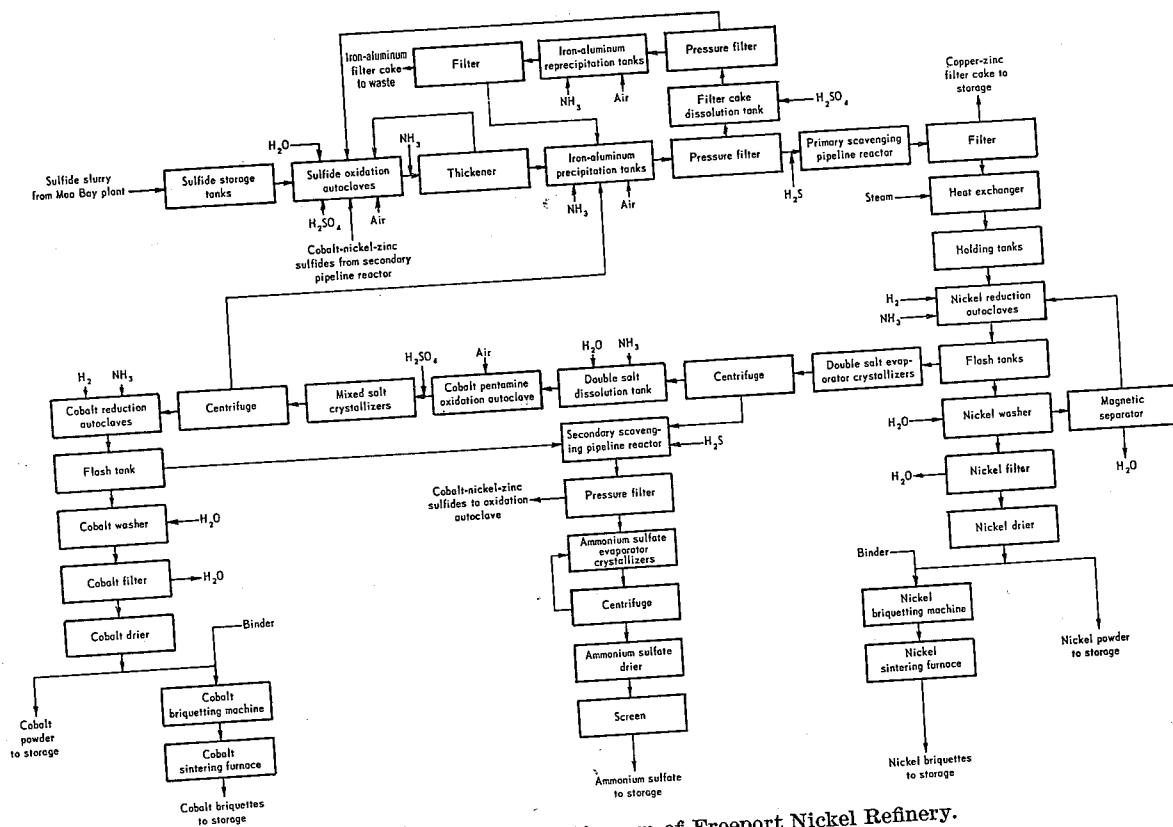 Iron-aluminum
filter cake
to waste
Filter
Iron-aluminum
reprecipitation tanks
NH3
Air
Pressure filter
Filter cake
dissolution tank
H2SO4
Copper-zinc
filter cake to
storage
Sulfide slurry
from Moa Bay plant
Sulfide storage
tanks
H2O
Sulfide oxidation
autoclaves
H2SO4
Air
Cobalt-nickel-zinc
sulfides from secondary
pipeline reactor
NH3
Thickener
Iron-aluminum
precipitation tanks
NH3
Air
Pressure filter
H2S
Primary scavenging
pipeline reactor
Filter
Steam
Heat exchanger
Holding tanks
H2
NH3
Nickel reduction
autoclaves
Flash tanks
H2
NH3
Cobalt reduction
autoclaves
Centrifuge
Mixed salt
crystallizers
H2SO4
Air
Cobalt pentamine
oxidation autoclave
H2O
NH3
Double salt
dissolution tank
Centrifuge
Double salt evap-
orator crystallizers
H2O
Nickel washer
Magnetic
separator
H2O
Flash tank
Secondary scaveng-
ing pipeline reactor
H2S
H2O
Nickel filter
Cobalt-nickel-zinc
sulfides to oxidation
autoclave
Pressure filter
Cobalt washer
H2O
Nickel drier
Ammonium sulfate
evaporator
crystallizers
Binder
Cobalt filter
H2O
Centrifuge
Nickel
briquetting machine
Nickel powder
to storage
Cobalt drier
Binder
Ammonium sulfate
drier
Nickel
sintering furnace
Cobalt
powder
to storage
Cobalt
briquetting machine
Screen
Cobalt
sintering furnace
Nickel briquettes
to storage
Ammonium sulfate to
storage
Cobalt briquettes
to storage
of Freeport Nickel Refinery.